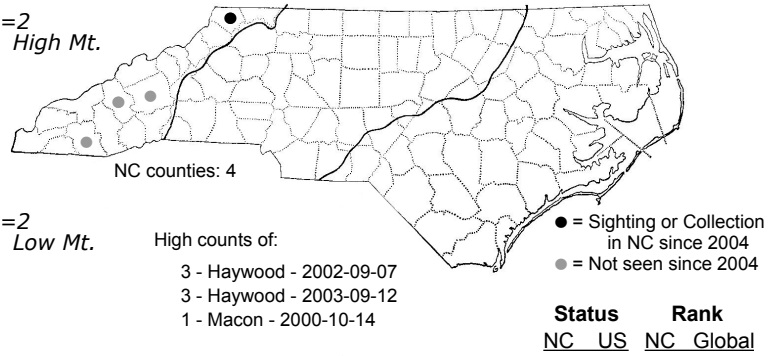 =2
High Mt.
NC counties: 4
=2
Low Mt.
High counts of:
3 - Haywood - 2002-09-07
3 - Haywood - 2003-09-12
1 - Macon - 2000-10-14
● = Sighting or Collection
in NC since 2004
● = Not seen since 2004
Status Rank
NC US NC Global